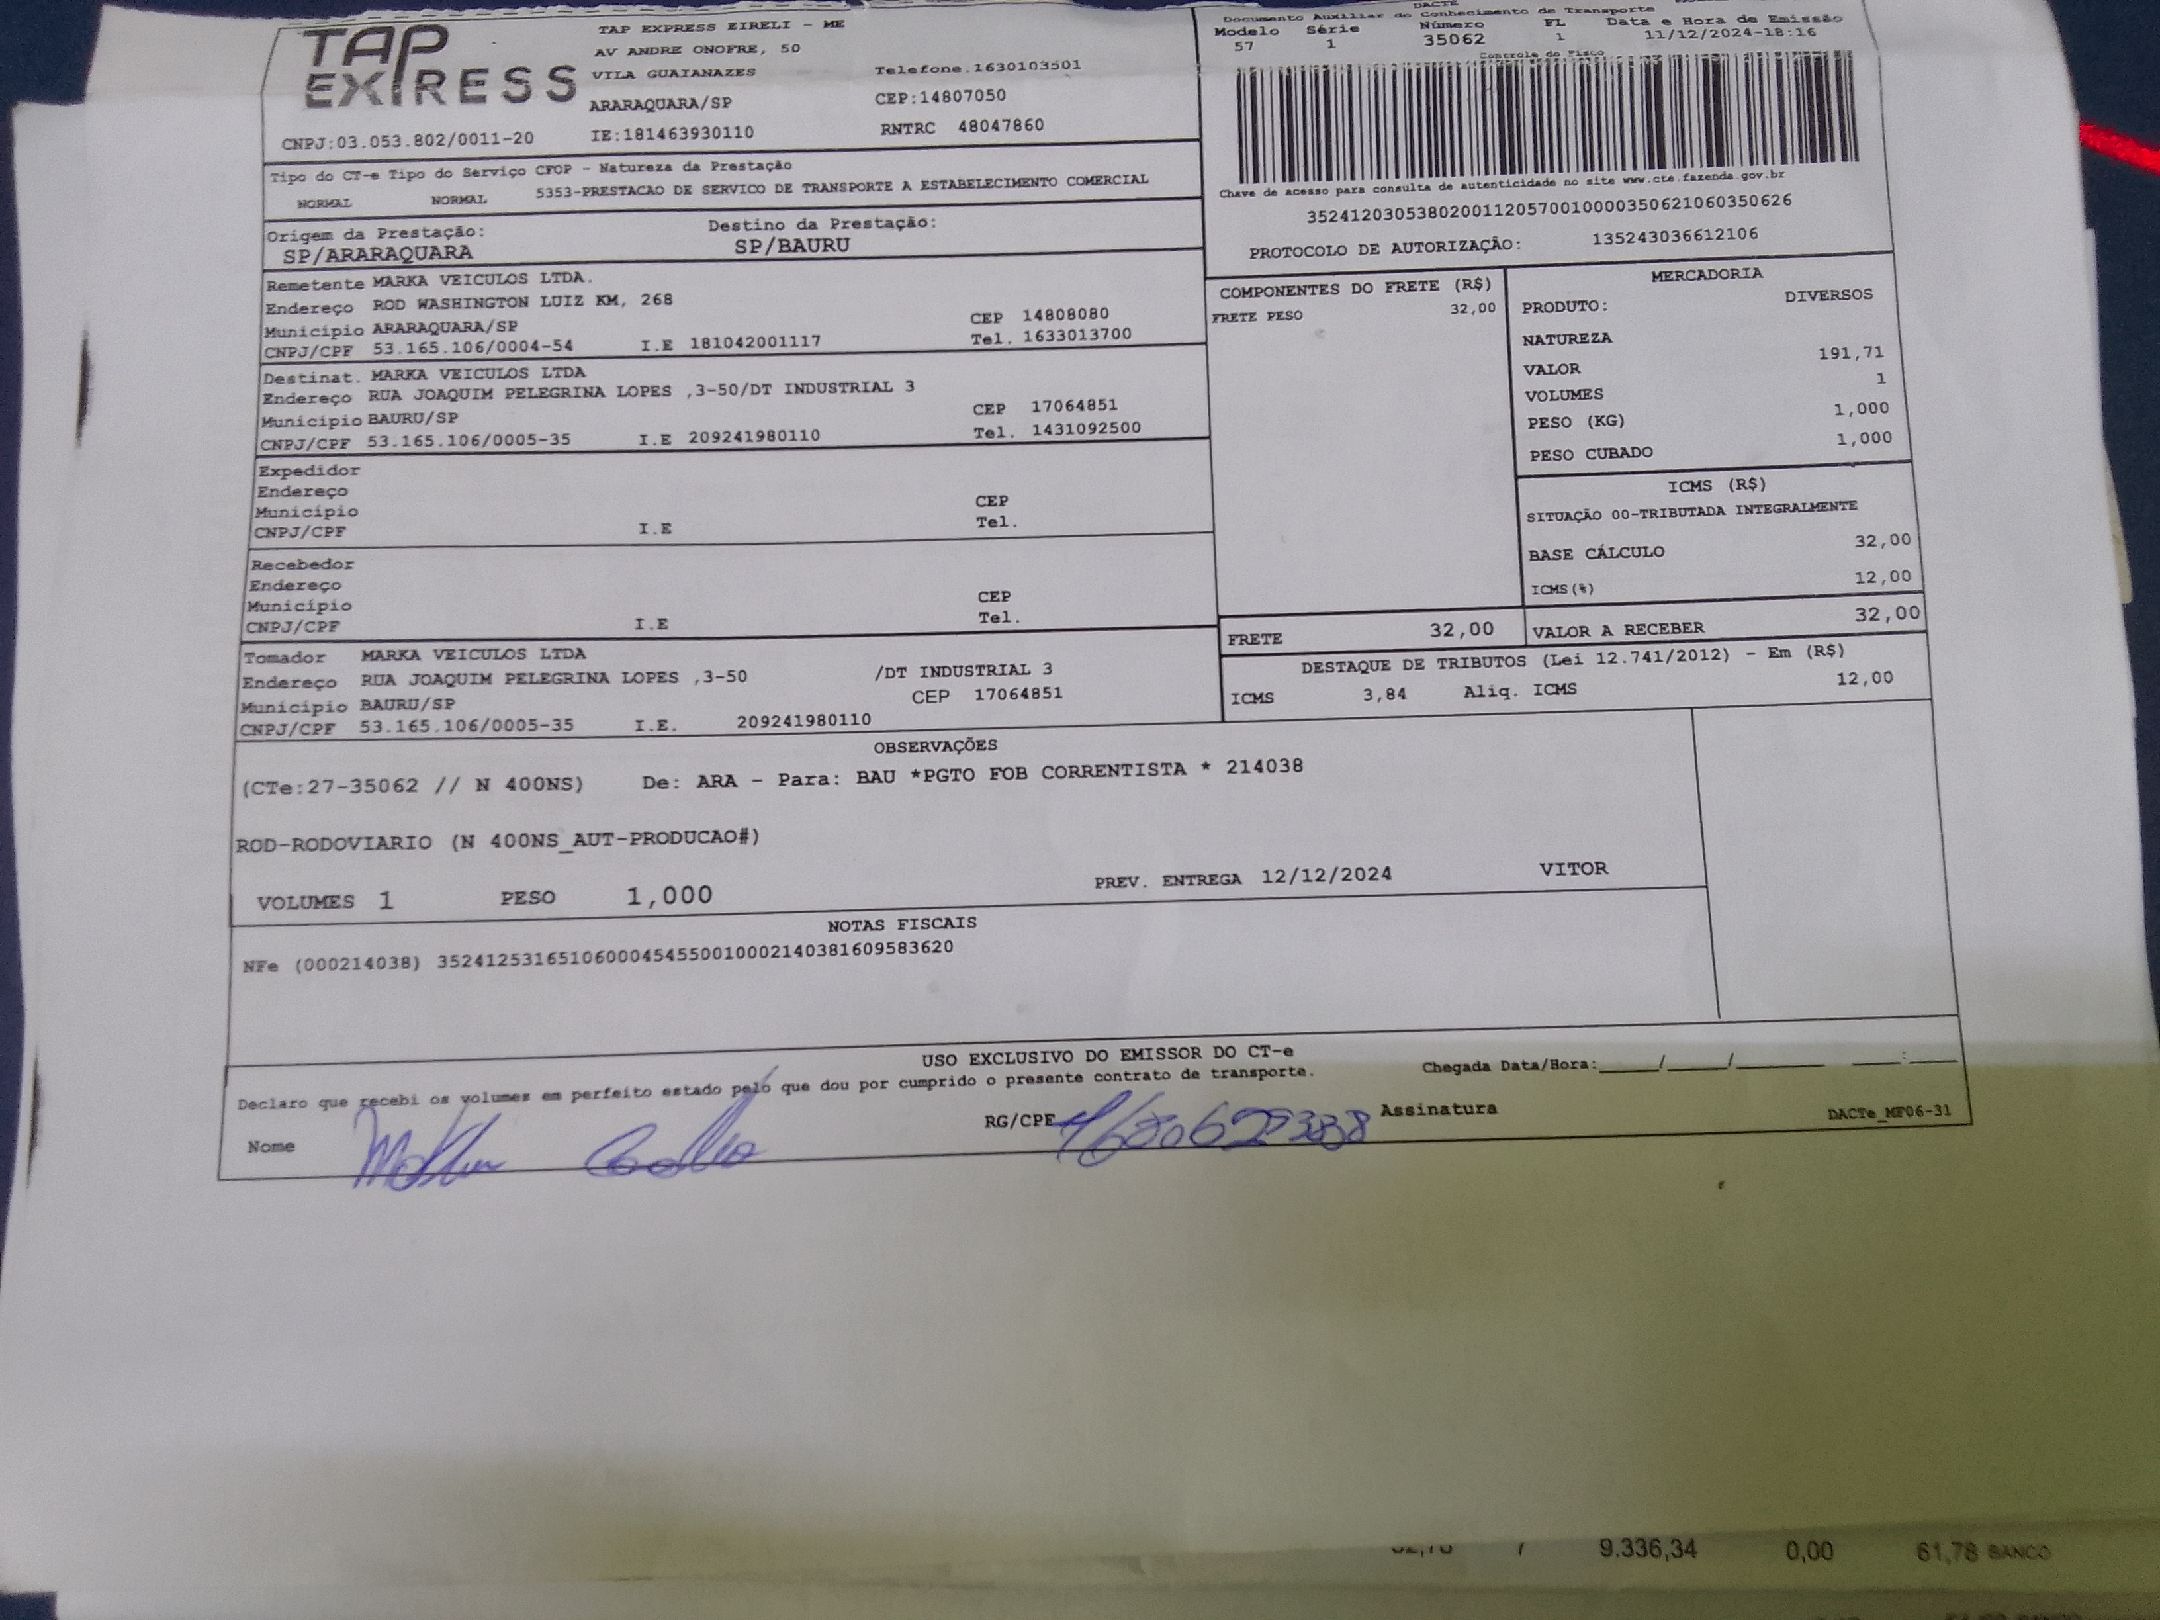 TAP EXPRESS
TAP EXPRESS EIRELI - ME
AV ANDRE ONOFRE, 50
VILA GUAIANAZES Telefone.1630103501
ARARAQUARA/SP CEP:14807050
CNPJ:03.053.802/0011-20 IE:181463930110 RNTRC 48047860
DACTE
Documento Auxiliar do Conhecimento de Transporte
Modelo Série Número FL Data e Hora de Emissão
57 1 35062 1 11/12/2024-18:16
Controle do Fisco
Chave de acesso para consulta de autenticidade no site www.cte.fazenda.gov.br
35241203053802001120570010000350621060350626
PROTOCOLO DE AUTORIZAÇÃO: 135243036612106
Tipo do CT-e Tipo do Serviço CFOP - Natureza da Prestação
NORMAL NORMAL 5353-PRESTACAO DE SERVICO DE TRANSPORTE A ESTABELECIMENTO COMERCIAL
Origem da Prestação: Destino da Prestação:
SP/ARARAQUARA SP/BAURU
Remetente MARKA VEICULOS LTDA.
Endereço ROD WASHINGTON LUIZ KM, 268
Município ARARAQUARA/SP CEP 14808080
CNPJ/CPF 53.165.106/0004-54 I.E 181042001117 Tel. 1633013700
Destinat. MARKA VEICULOS LTDA
Endereço RUA JOAQUIM PELEGRINA LOPES ,3-50/DT INDUSTRIAL 3
Município BAURU/SP CEP 17064851
CNPJ/CPF 53.165.106/0005-35 I.E 209241980110 Tel. 1431092500
Expedidor
Endereço
Município CEP
CNPJ/CPF I.E Tel.
Recebedor
Endereço
Município CEP
CNPJ/CPF I.E Tel.
Tomador MARKA VEICULOS LTDA
Endereço RUA JOAQUIM PELEGRINA LOPES ,3-50 /DT INDUSTRIAL 3
Município BAURU/SP CEP 17064851
CNPJ/CPF 53.165.106/0005-35 I.E. 209241980110
COMPONENTES DO FRETE (R$)
FRETE PESO 32,00
MERCADORIA
PRODUTO: DIVERSOS
NATUREZA
VALOR 191,71
VOLUMES 1
PESO (KG) 1,000
PESO CUBADO 1,000
ICMS (R$)
SITUAÇÃO 00-TRIBUTADA INTEGRALMENTE
BASE CÁLCULO 32,00
ICMS(%) 12,00
FRETE 32,00 VALOR A RECEBER 32,00
DESTAQUE DE TRIBUTOS (Lei 12.741/2012) - Em (R$)
ICMS 3,84 Aliq. ICMS 12,00
OBSERVAÇÕES
(CTe:27-35062 // N 400NS) De: ARA - Para: BAU *PGTO FOB CORRENTISTA * 214038
ROD-RODOVIARIO (N 400NS_AUT-PRODUCAO#)
VOLUMES 1 PESO 1,000 PREV. ENTREGA 12/12/2024 VITOR
NOTAS FISCAIS
NFe (000214038) 35241253165106000454550010002140381609583620
USO EXCLUSIVO DO EMISSOR DO CT-e
Declaro que recebi os volumes em perfeito estado pelo que dou por cumprido o presente contrato de transporte. Chegada Data/Hora:____/____/______ ___:___
Nome RG/CPF Assinatura DACTe_MF06-31
9.336,34 0,00 61,78 BANCO